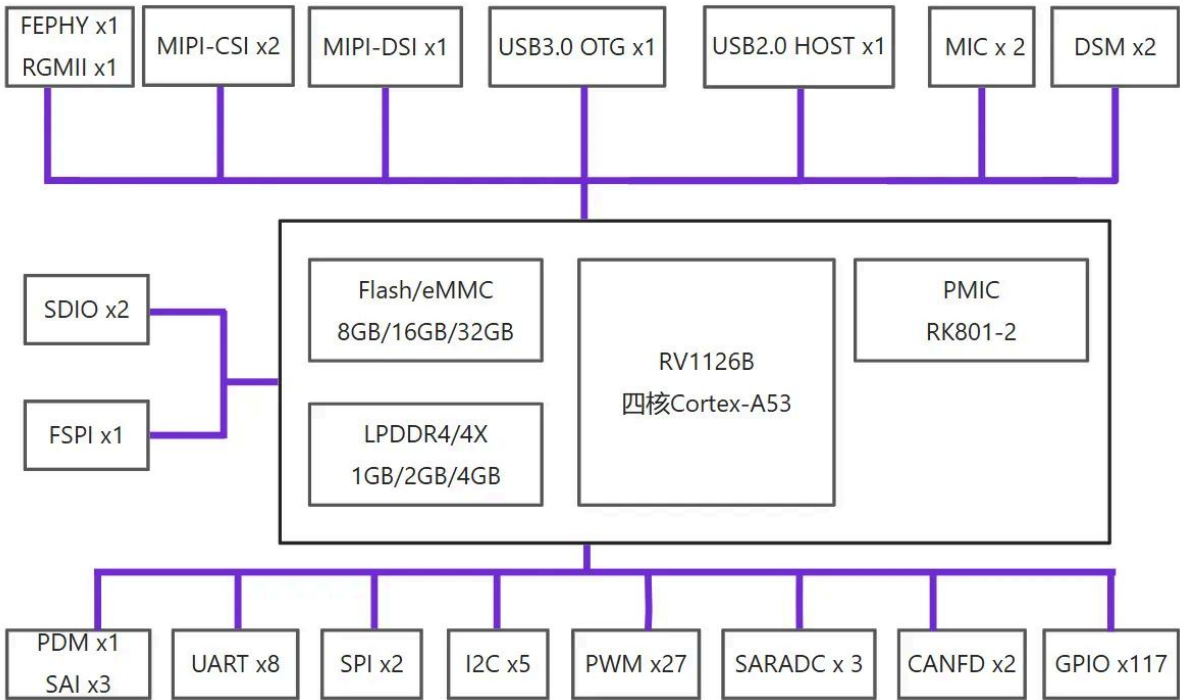 FEPHY x1
RGMII x1
MIPI-CSI x2
MIPI-DSI x1
USB3.0 OTG x1
USB2.0 HOST x1
MIC x 2
DSM x2
SDIO x2
FSPI x1
Flash/eMMC
8GB/16GB/32GB
LPDDR4/4X
1GB/2GB/4GB
RV1126B
四核Cortex-A53
PMIC
RK801-2
PDM x1
SAI x3
UART x8
SPI x2
I2C x5
PWM x27
SARADC x 3
CANFD x2
GPIO x117